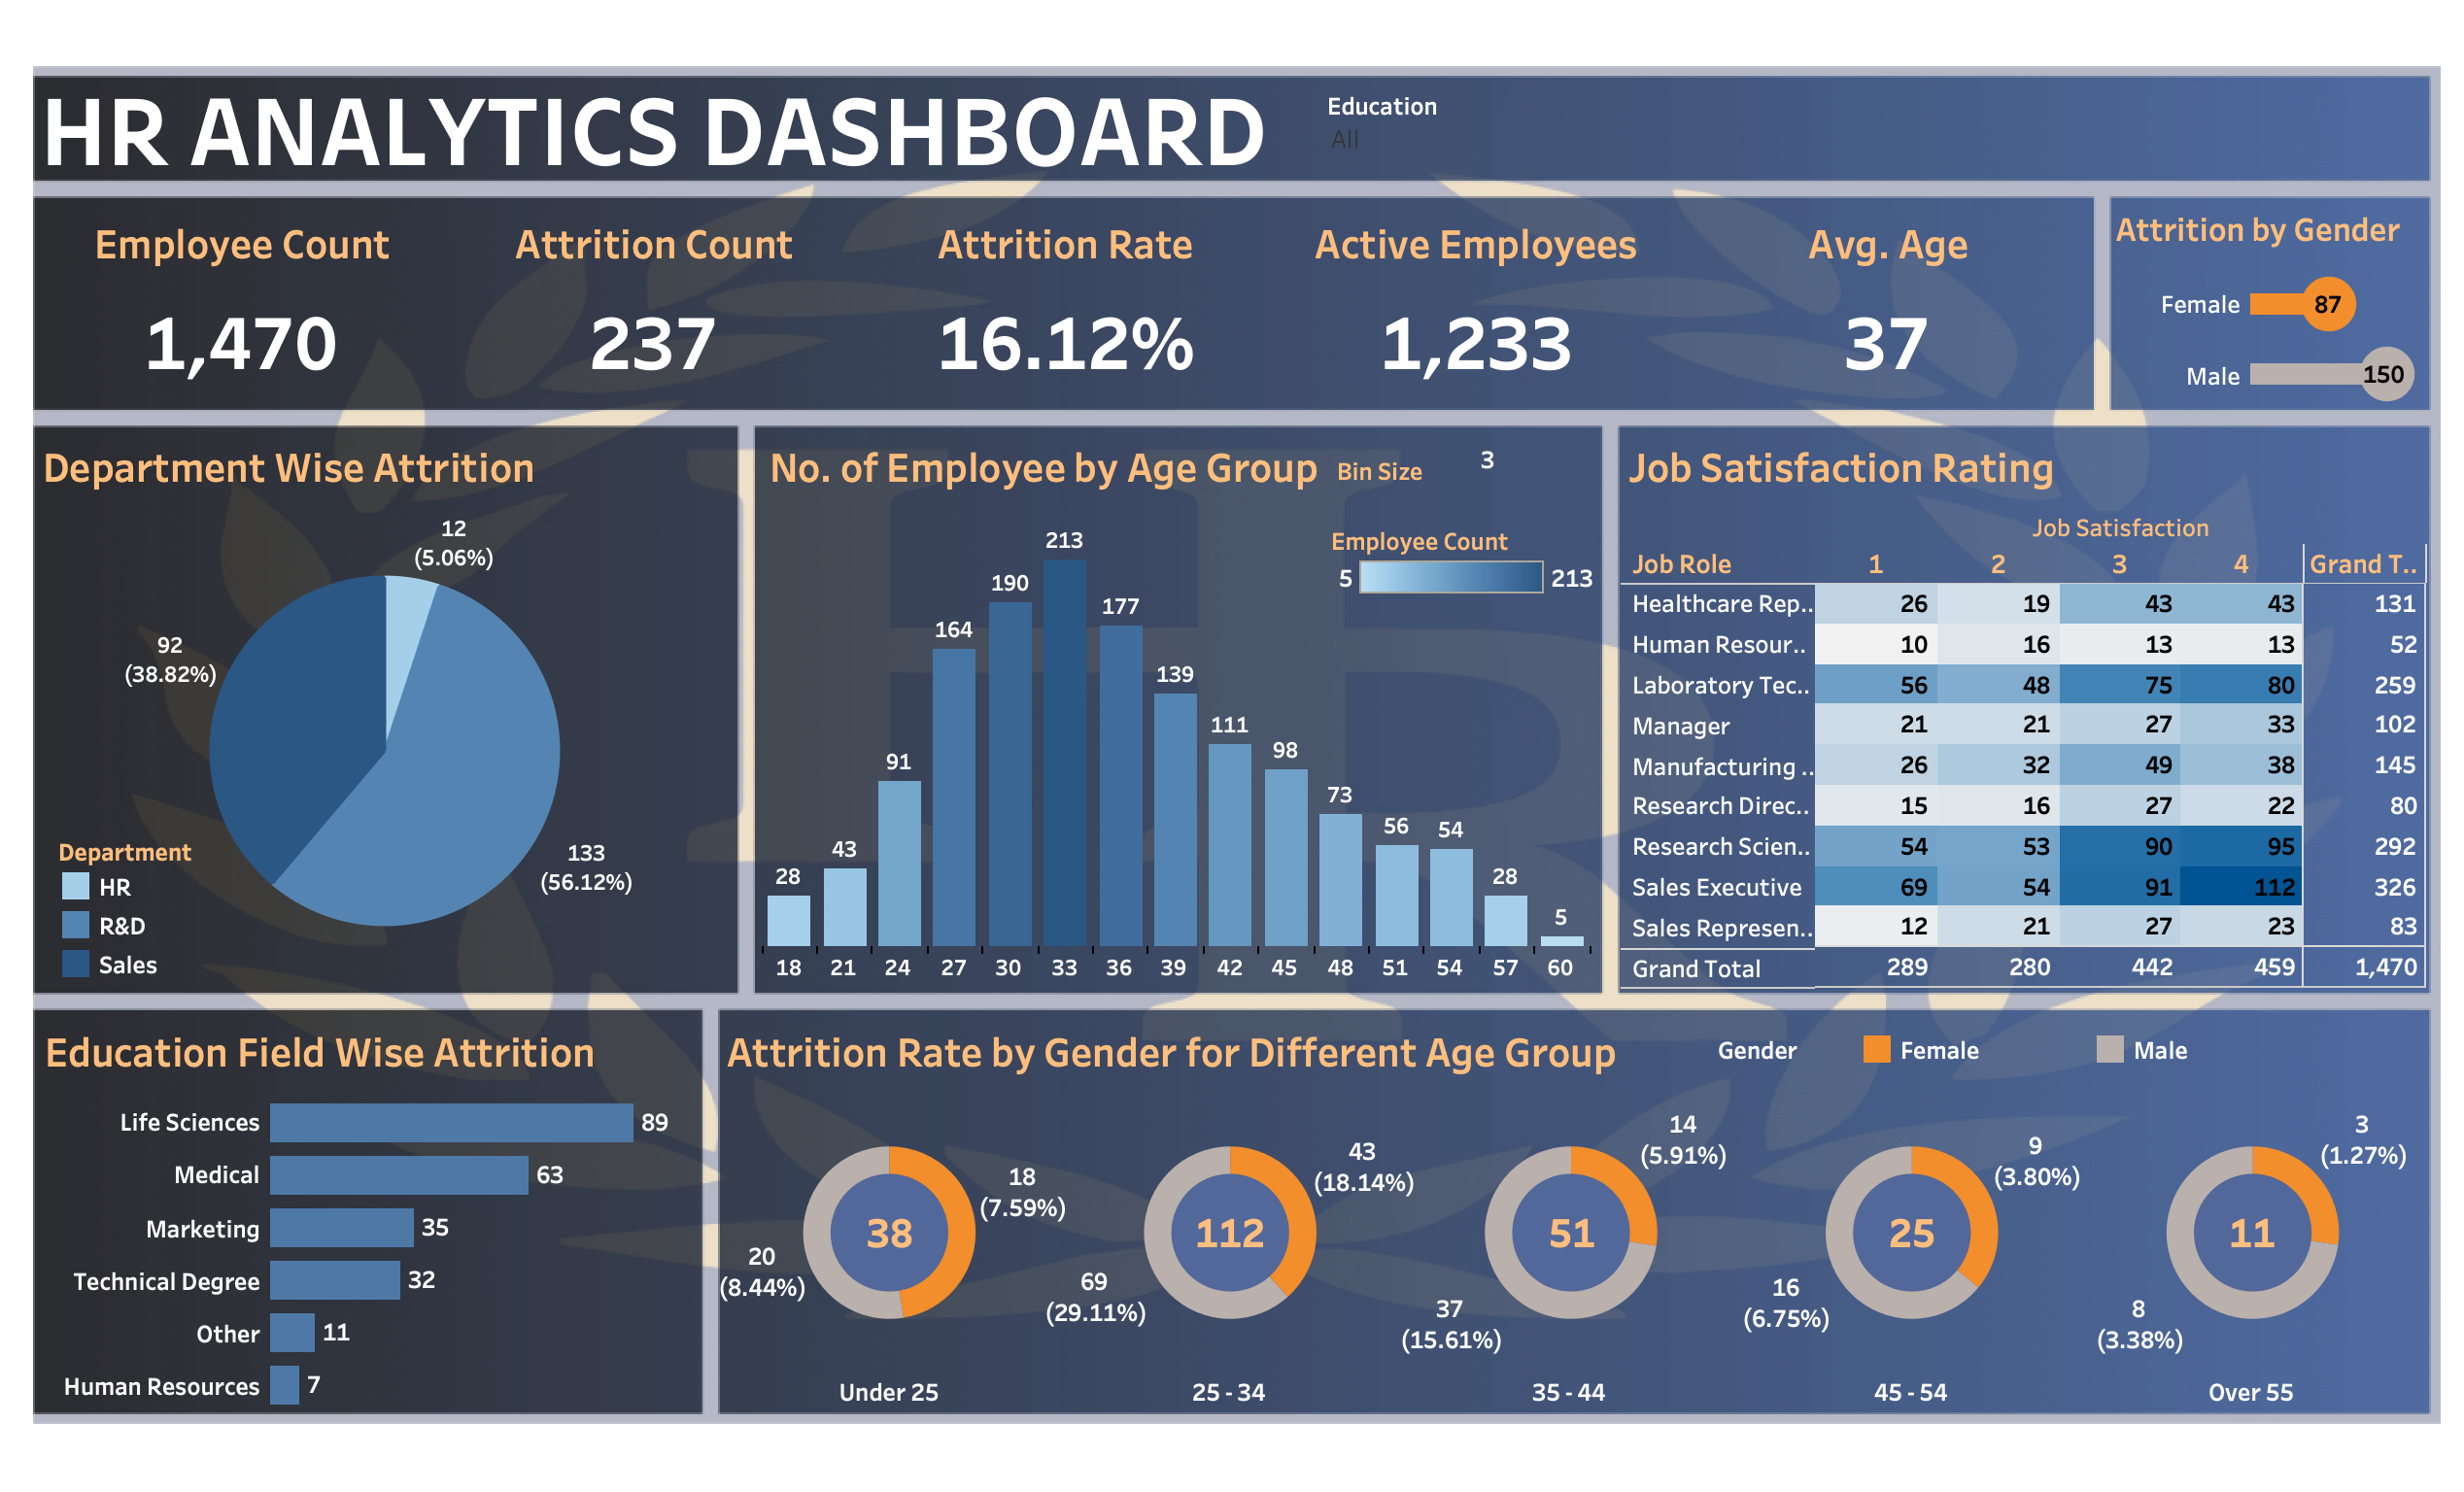 HR ANALYTICS DASHBOARD
Education
All
Employee Count
1,470
Attrition Count
237
Attrition Rate
16.12%
Active Employees
1,233
Avg. Age
37
Attrition by Gender
Female 87
Male 150
Department Wise Attrition
12
(5.06%)
92
(38.82%)
133
(56.12%)
Department
HR
R&D
Sales
No. of Employee by Age Group Bin Size 3
Employee Count
5 213
28 43 91 164 190 213 177 139 111 98 73 56 54 28 5
18 21 24 27 30 33 36 39 42 45 48 51 54 57 60
Job Satisfaction Rating
Job Satisfaction
Job Role 1 2 3 4 Grand T..
Healthcare Rep.. 26 19 43 43 131
Human Resour.. 10 16 13 13 52
Laboratory Tec.. 56 48 75 80 259
Manager 21 21 27 33 102
Manufacturing .. 26 32 49 38 145
Research Direc.. 15 16 27 22 80
Research Scien.. 54 53 90 95 292
Sales Executive 69 54 91 112 326
Sales Represen.. 12 21 27 23 83
Grand Total 289 280 442 459 1,470
Education Field Wise Attrition
Life Sciences 89
Medical 63
Marketing 35
Technical Degree 32
Other 11
Human Resources 7
Attrition Rate by Gender for Different Age Group
Gender Female Male
38
18
(7.59%)
20
(8.44%)
Under 25
112
43
(18.14%)
69
(29.11%)
25 - 34
51
14
(5.91%)
37
(15.61%)
35 - 44
25
9
(3.80%)
16
(6.75%)
45 - 54
11
3
(1.27%)
8
(3.38%)
Over 55
HR